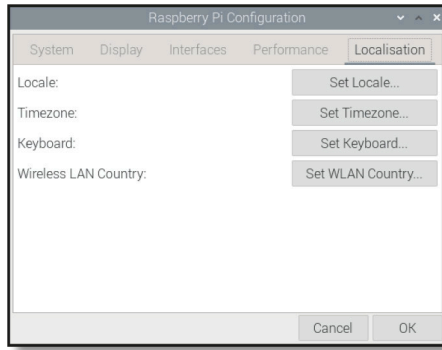 Raspberry Pi Configuration
System Display Interfaces Performance Localisation
Locale: Set Locale...
Timezone: Set Timezone...
Keyboard: Set Keyboard...
Wireless LAN Country: Set WLAN Country...
Cancel OK